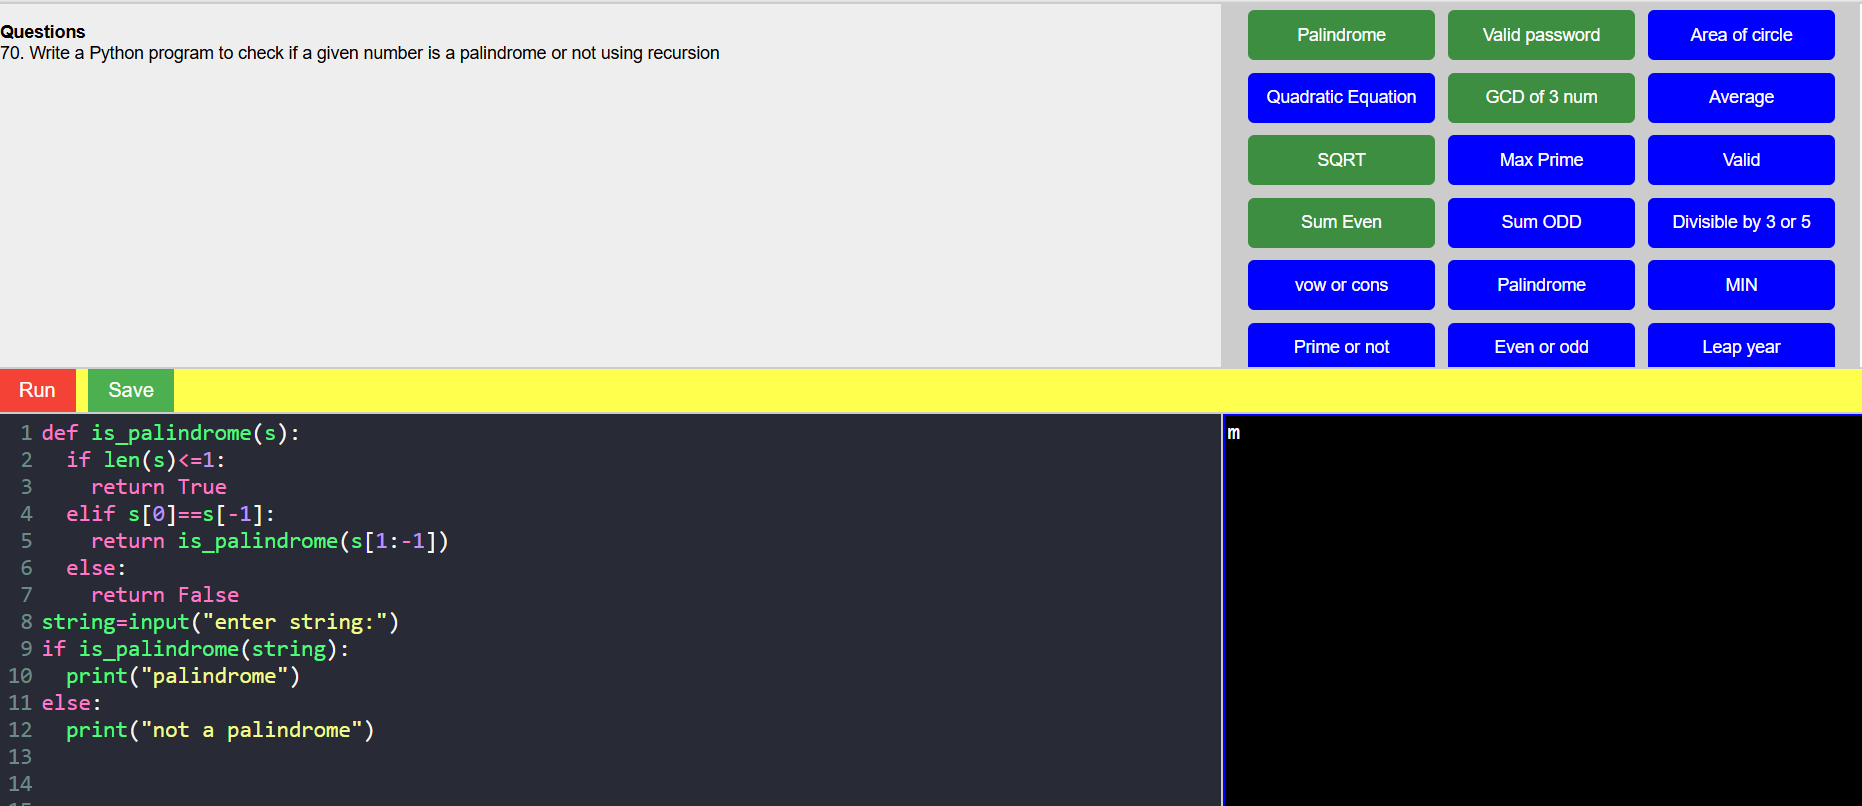 Questions
70. Write a Python program to check if a given number is a palindrome or not using recursion
Palindrome
Valid password
Area of circle
Quadratic Equation
GCD of 3 num
Average
SQRT
Max Prime
Valid
Sum Even
Sum ODD
Divisible by 3 or 5
vow or cons
Palindrome
MIN
Prime or not
Even or odd
Leap year
Run
Save
1 def is_palindrome(s):
2   if len(s)<=1:
3     return True
4   elif s[0]==s[-1]:
5     return is_palindrome(s[1:-1])
6   else:
7     return False
8 string=input("enter string:")
9 if is_palindrome(string):
10   print("palindrome")
11 else:
12   print("not a palindrome")
13
14
m